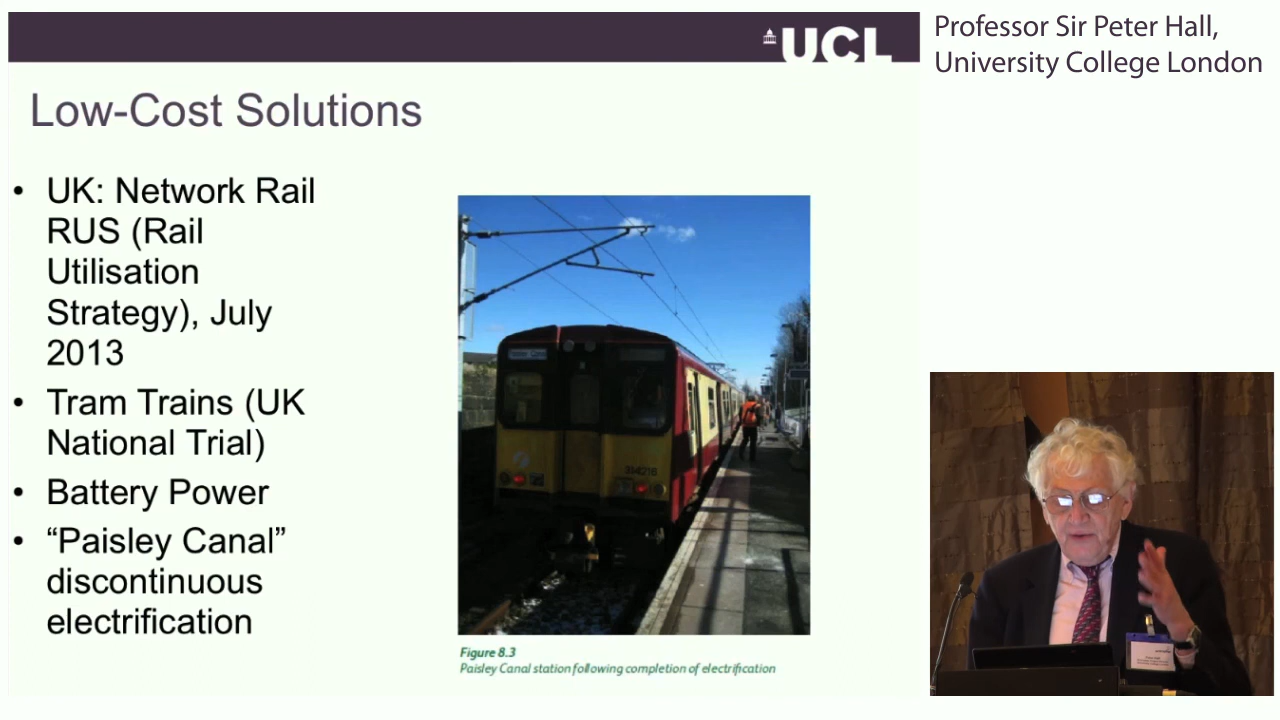 UCL
Professor Sir Peter Hall,
University College London
Low-Cost Solutions
• UK: Network Rail
RUS (Rail
Utilisation
Strategy), July
2013
• Tram Trains (UK
National Trial)
• Battery Power
• “Paisley Canal”
discontinuous
electrification
314216
Figure 8.3
Paisley Canal station following completion of electrification